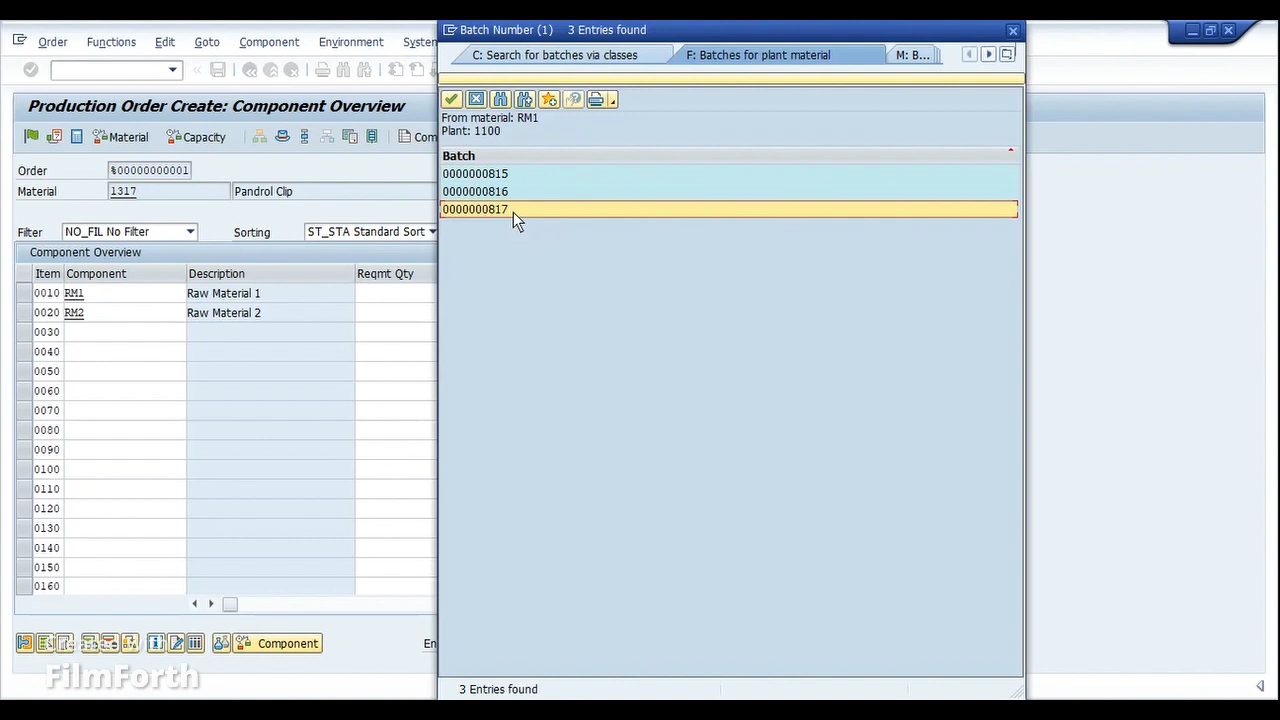 Order Functions Edit Goto Component Environment System
Production Order Create: Component Overview
Material Capacity Com
Order %00000000001
Material 1317 Pandrol Clip
Filter NO_FIL No Filter Sorting ST_STA Standard Sort
Component Overview
Item Component Description Reqmt Qty
0010 RM1 Raw Material 1
0020 RM2 Raw Material 2
0030
0040
0050
0060
0070
0080
0090
0100
0110
0120
0130
0140
0150
0160
Component En
FilmForth
Batch Number (1) 3 Entries found
C: Search for batches via classes F: Batches for plant material M: B...
From material: RM1
Plant: 1100
Batch
0000000815
0000000816
0000000817
3 Entries found